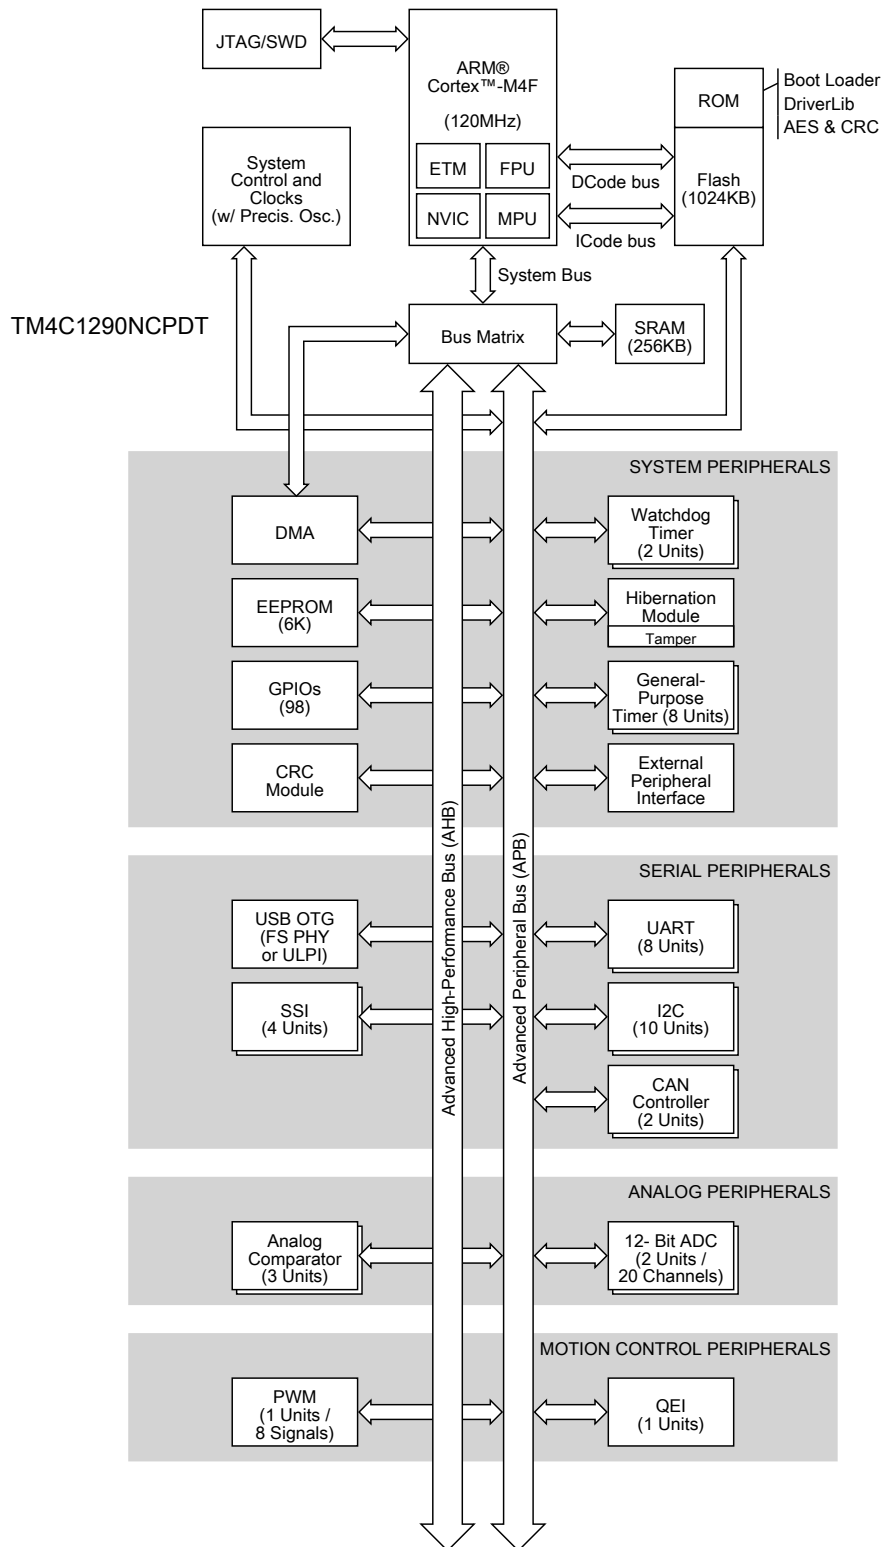 JTAG/SWD
ARM®
Cortex™-M4F
(120MHz)
ETM
FPU
NVIC
MPU
ROM
Boot Loader
DriverLib
AES & CRC
Flash
(1024KB)
DCode bus
ICode bus
System
Control and
Clocks
(w/ Precis. Osc.)
System Bus
TM4C1290NCPDT
Bus Matrix
SRAM
(256KB)
SYSTEM PERIPHERALS
DMA
Watchdog
Timer
(2 Units)
EEPROM
(6K)
Hibernation
Module
Tamper
GPIOs
(98)
General-
Purpose
Timer (8 Units)
CRC
Module
External
Peripheral
Interface
Advanced High-Performance Bus (AHB)
Advanced Peripheral Bus (APB)
SERIAL PERIPHERALS
USB OTG
(FS PHY
or ULPI)
UART
(8 Units)
SSI
(4 Units)
I2C
(10 Units)
CAN
Controller
(2 Units)
ANALOG PERIPHERALS
Analog
Comparator
(3 Units)
12- Bit ADC
(2 Units /
20 Channels)
MOTION CONTROL PERIPHERALS
PWM
(1 Units /
8 Signals)
QEI
(1 Units)